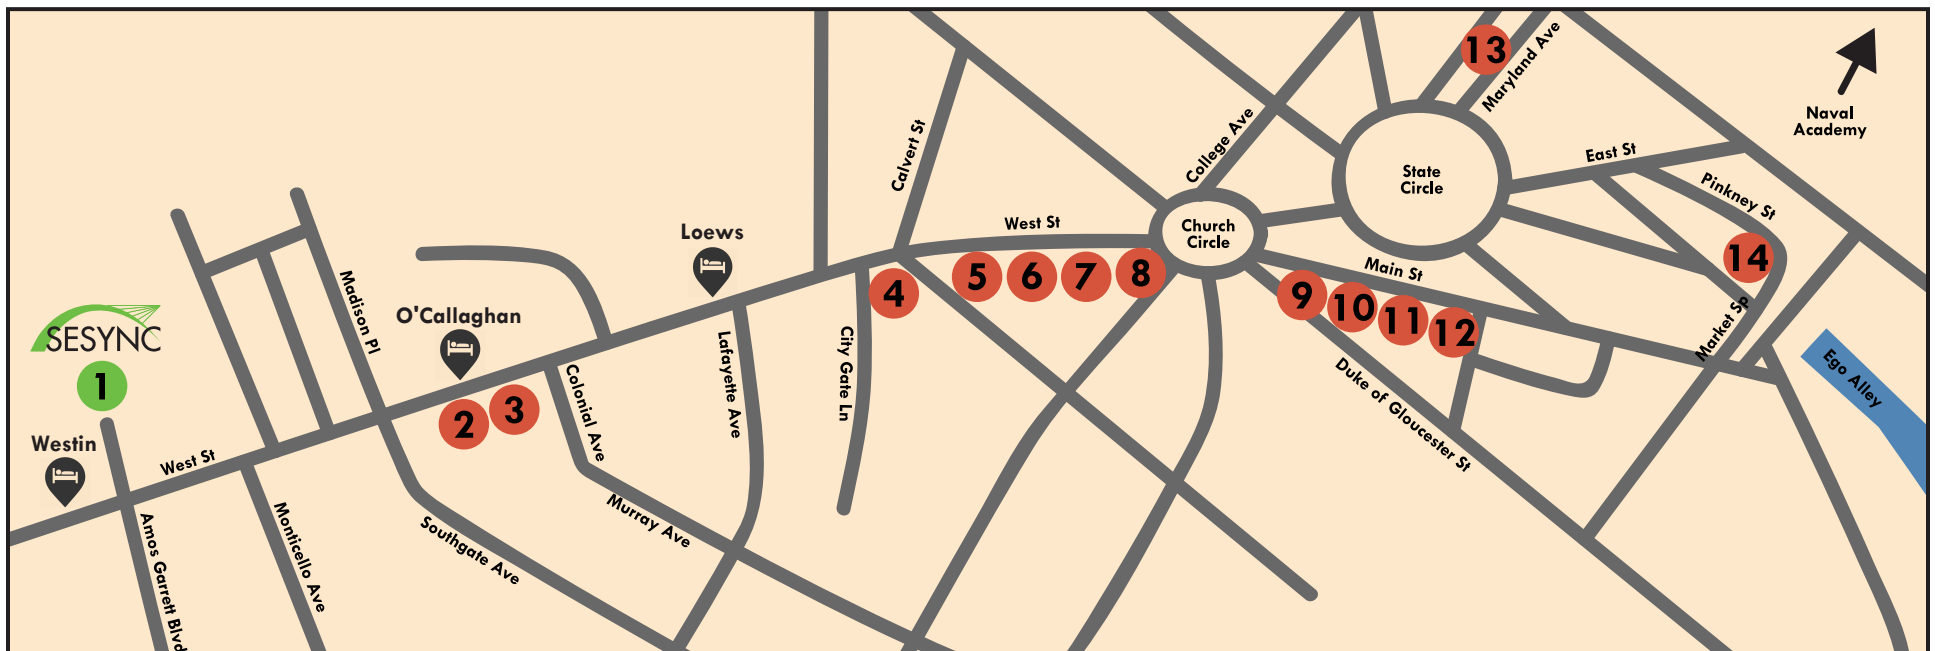 13
Maryland Ave
Naval
Academy
College Ave
Calvert St
East St
State
Circle
Pinkney St
Loews
West St
Church
Circle
4
5
6
7
8
Main St
14
9
10
11
12
Madison Pl
SESYNC
1
O'Callaghan
2
3
Colonial Ave
Lafayette Ave
City Gate Ln
Market Sp
Ego Alley
Duke of Gloucester St
Westin
West St
Amos Garrett Blvd
Monticello Ave
Southgate Ave
Murray Ave